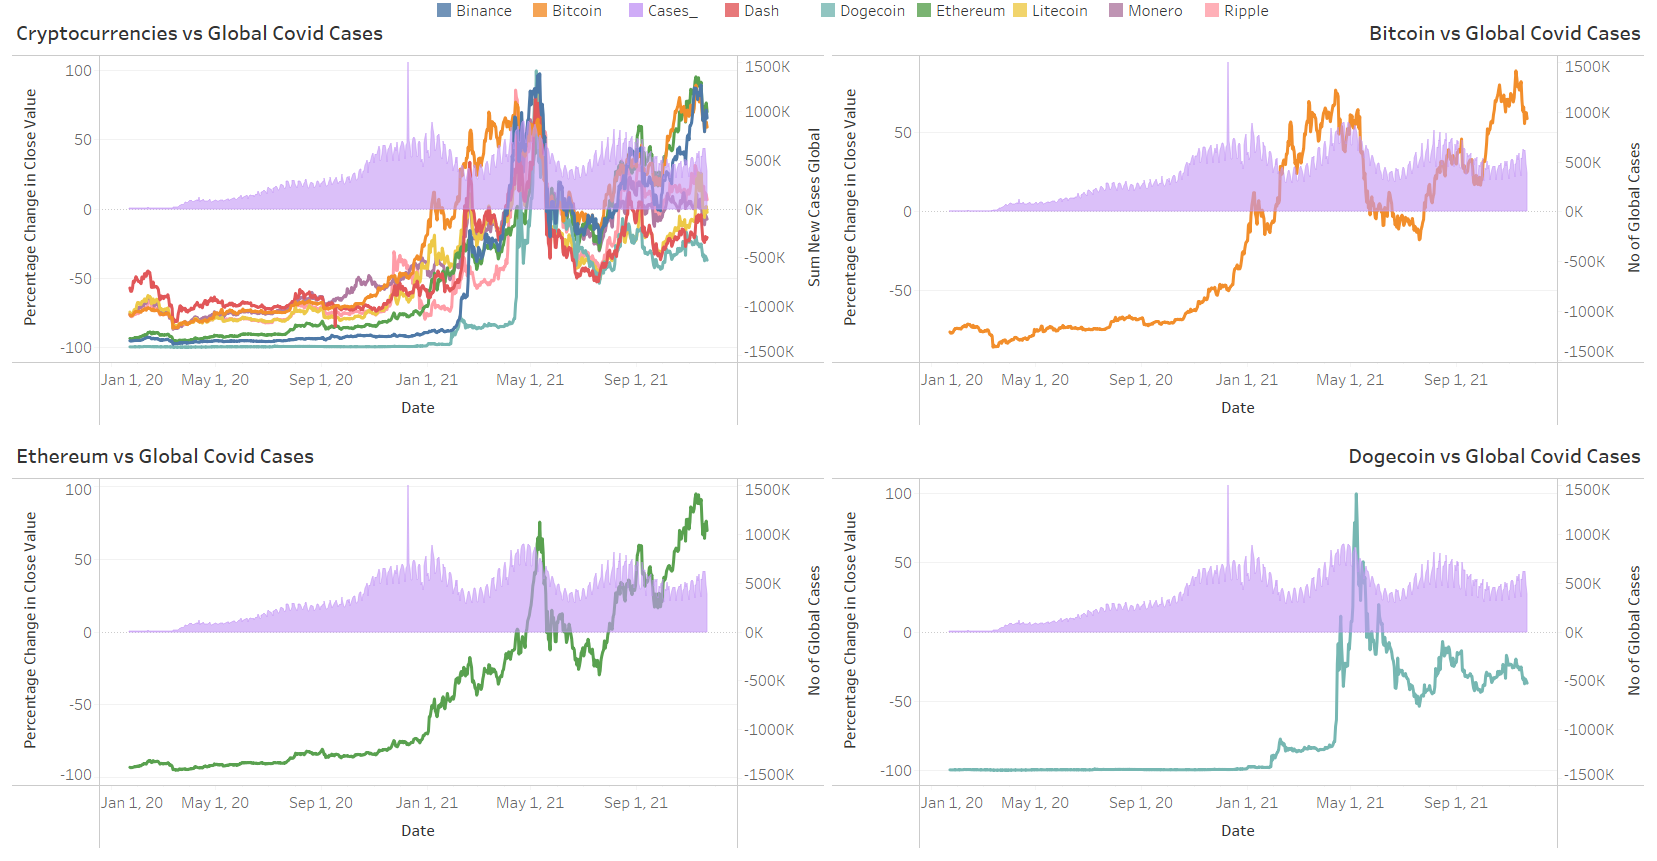 Binance Bitcoin Cases_ Dash Dogecoin Ethereum Litecoin Monero Ripple
Cryptocurrencies vs Global Covid Cases
Percentage Change in Close Value
100
50
0
-50
-100
1500K
1000K
500K
0K
-500K
-1000K
-1500K
Sum New Cases Global
Jan 1, 20 May 1, 20 Sep 1, 20 Jan 1, 21 May 1, 21 Sep 1, 21
Date
Bitcoin vs Global Covid Cases
Percentage Change in Close Value
50
0
-50
1500K
1000K
500K
0K
-500K
-1000K
-1500K
No of Global Cases
Jan 1, 20 May 1, 20 Sep 1, 20 Jan 1, 21 May 1, 21 Sep 1, 21
Date
Ethereum vs Global Covid Cases
Percentage Change in Close Value
100
50
0
-50
-100
1500K
1000K
500K
0K
-500K
-1000K
-1500K
No of Global Cases
Jan 1, 20 May 1, 20 Sep 1, 20 Jan 1, 21 May 1, 21 Sep 1, 21
Date
Dogecoin vs Global Covid Cases
Percentage Change in Close Value
100
50
0
-50
-100
1500K
1000K
500K
0K
-500K
-1000K
-1500K
No of Global Cases
Jan 1, 20 May 1, 20 Sep 1, 20 Jan 1, 21 May 1, 21 Sep 1, 21
Date